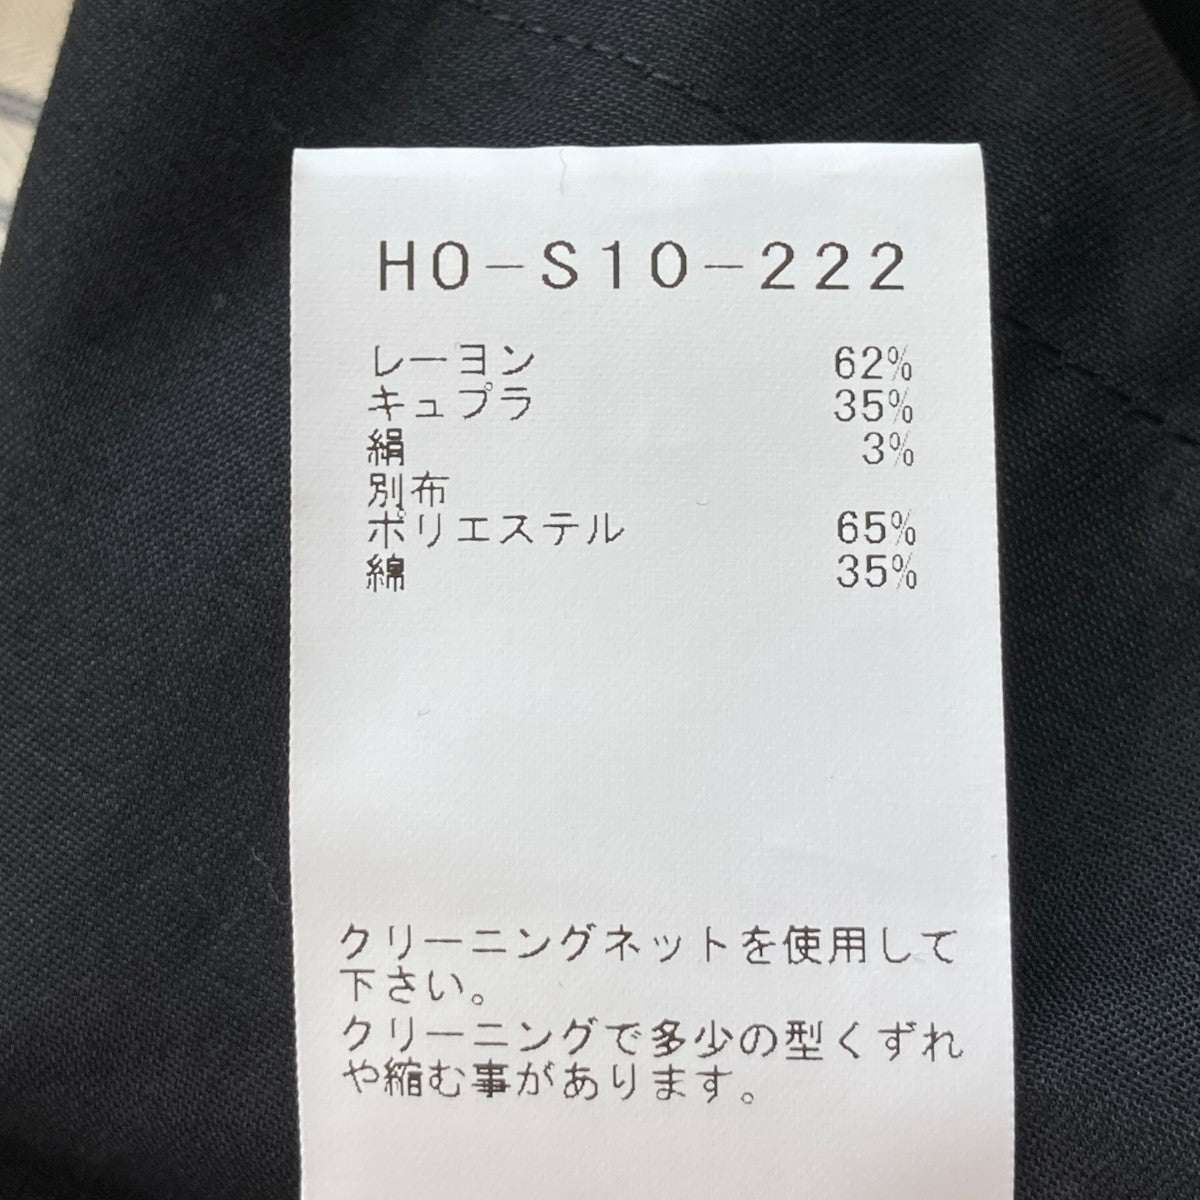 HO-S10-222
レーヨン 62%
キュプラ 35%
絹 3%
別布
ポリエステル 65%
綿 35%
クリーニングネットを使用して
下さい。
クリーニングで多少の型くずれ
や縮む事があります。